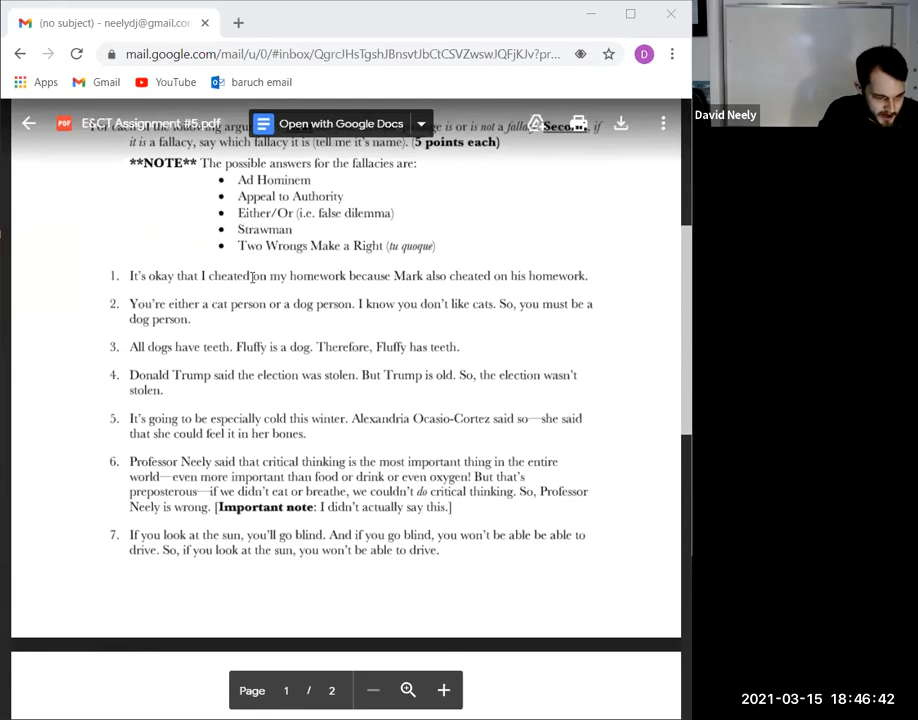 (no subject) - neelydj@gmail.com
mail.google.com/mail/u/0/#inbox/QgrcJHsTgshJBnsvtJbCtCSVZwswJQFjKJv?pr...
D
Apps Gmail YouTube baruch email
PDF E&CT Assignment #5.pdf Open with Google Docs
David Neely
it is a fallacy, say which fallacy it is (tell me it's name). (5 points each)
**NOTE** The possible answers for the fallacies are:
• Ad Hominem
• Appeal to Authority
• Either/Or (i.e. false dilemma)
• Strawman
• Two Wrongs Make a Right (tu quoque)
1. It's okay that I cheated on my homework because Mark also cheated on his homework.
2. You're either a cat person or a dog person. I know you don't like cats. So, you must be a
dog person.
3. All dogs have teeth. Fluffy is a dog. Therefore, Fluffy has teeth.
4. Donald Trump said the election was stolen. But Trump is old. So, the election wasn't
stolen.
5. It's going to be especially cold this winter. Alexandria Ocasio-Cortez said so—she said
that she could feel it in her bones.
6. Professor Neely said that critical thinking is the most important thing in the entire
world—even more important than food or drink or even oxygen! But that's
preposterous—if we didn't eat or breathe, we couldn't do critical thinking. So, Professor
Neely is wrong. [Important note: I didn't actually say this.]
7. If you look at the sun, you'll go blind. And if you go blind, you won't be able be able to
drive. So, if you look at the sun, you won't be able to drive.
Page 1 / 2
2021-03-15 18:46:42